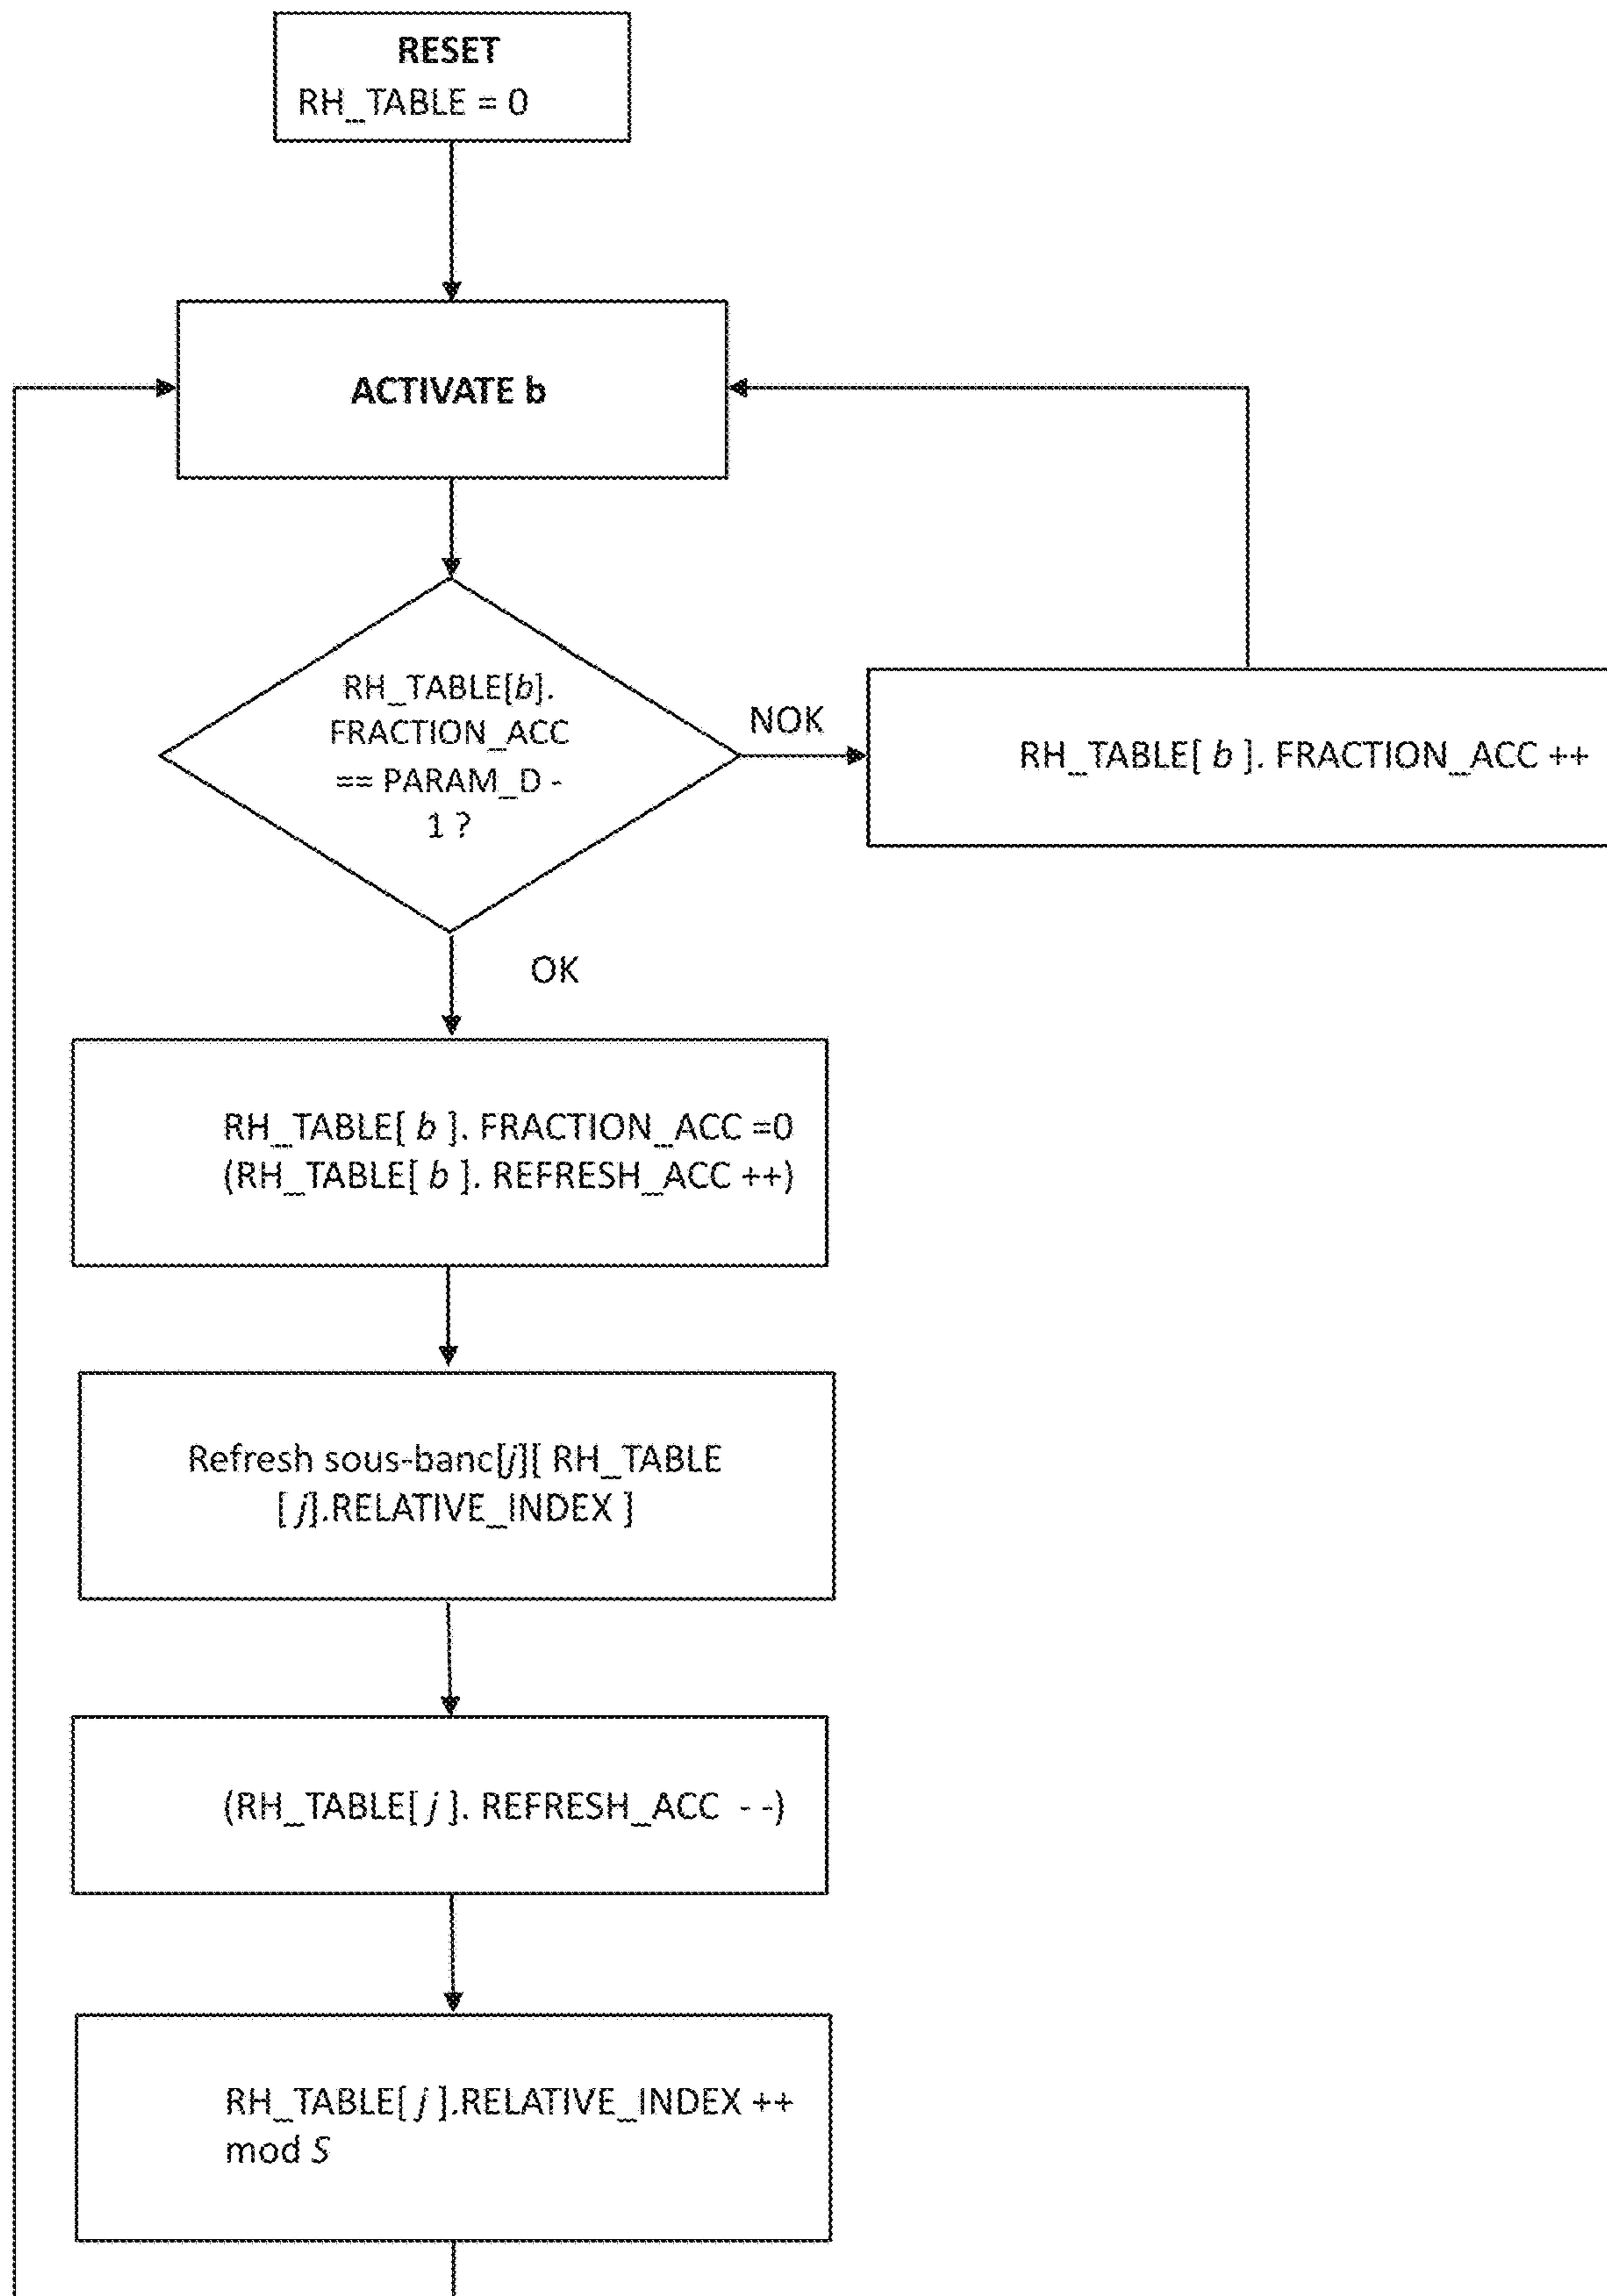 RESET
RH_TABLE = 0
ACTIVATE b
RH_TABLE[b].
FRACTION_ACC
== PARAM_D -
1 ?
NOK
RH_TABLE[ b ]. FRACTION_ACC ++
OK
RH_TABLE[ b ]. FRACTION_ACC =0
(RH_TABLE[ b ]. REFRESH_ACC ++)
Refresh sous-banc[j][ RH_TABLE
[ j].RELATIVE_INDEX ]
(RH_TABLE[ j ]. REFRESH_ACC - -)
RH_TABLE[ j ].RELATIVE_INDEX ++
mod S